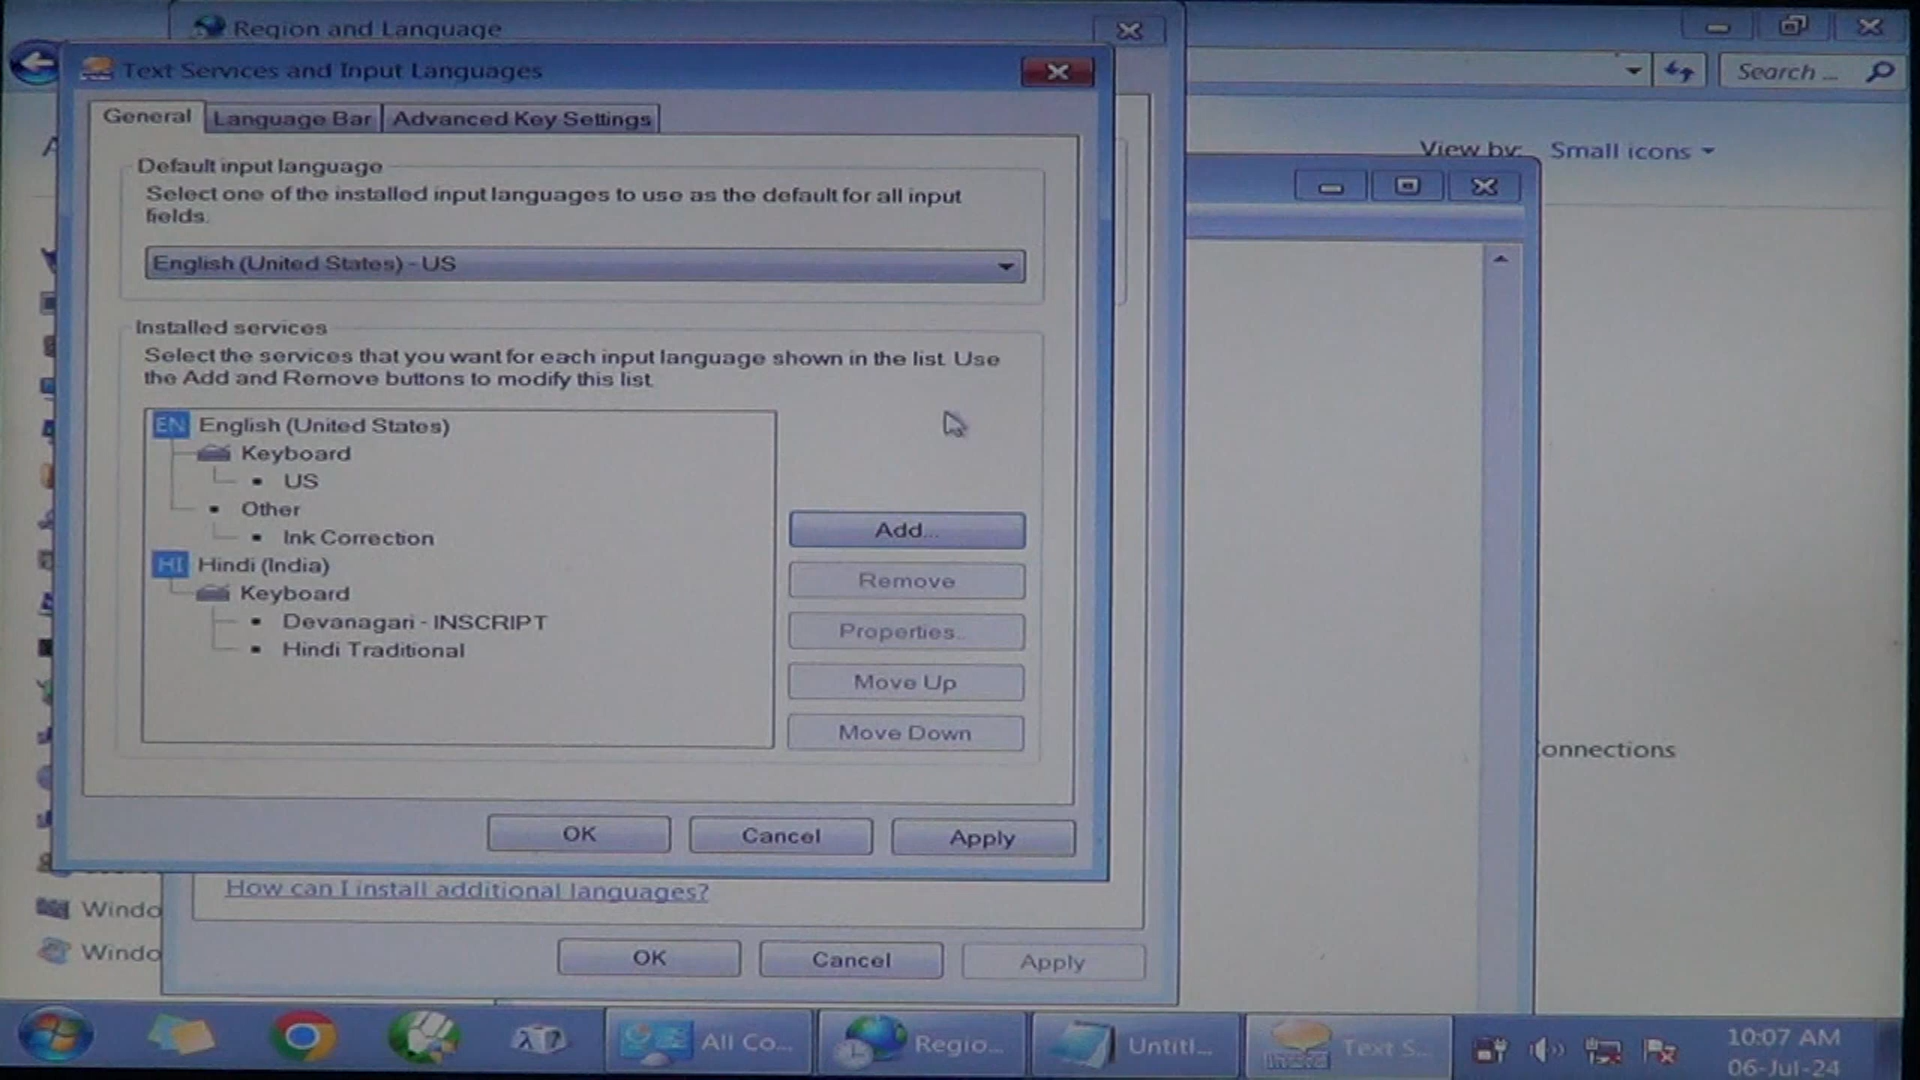 Region and Language
Text Services and Input Languages
Search ...
General
Language Bar
Advanced Key Settings
View by:
Small icons
Default input language
Select one of the installed input languages to use as the default for all input
fields.
English (United States) - US
Installed services
Select the services that you want for each input language shown in the list. Use
the Add and Remove buttons to modify this list.
EN English (United States)
Keyboard
US
Other
Ink Correction
HI Hindi (India)
Keyboard
Devanagari - INSCRIPT
Hindi Traditional
Add...
Remove
Properties...
Move Up
Move Down
onnections
OK
Cancel
Apply
How can I install additional languages?
Windo
Windo
OK
Cancel
Apply
All Co...
Regio...
Untitl...
Text S...
10:07 AM
06-Jul-24